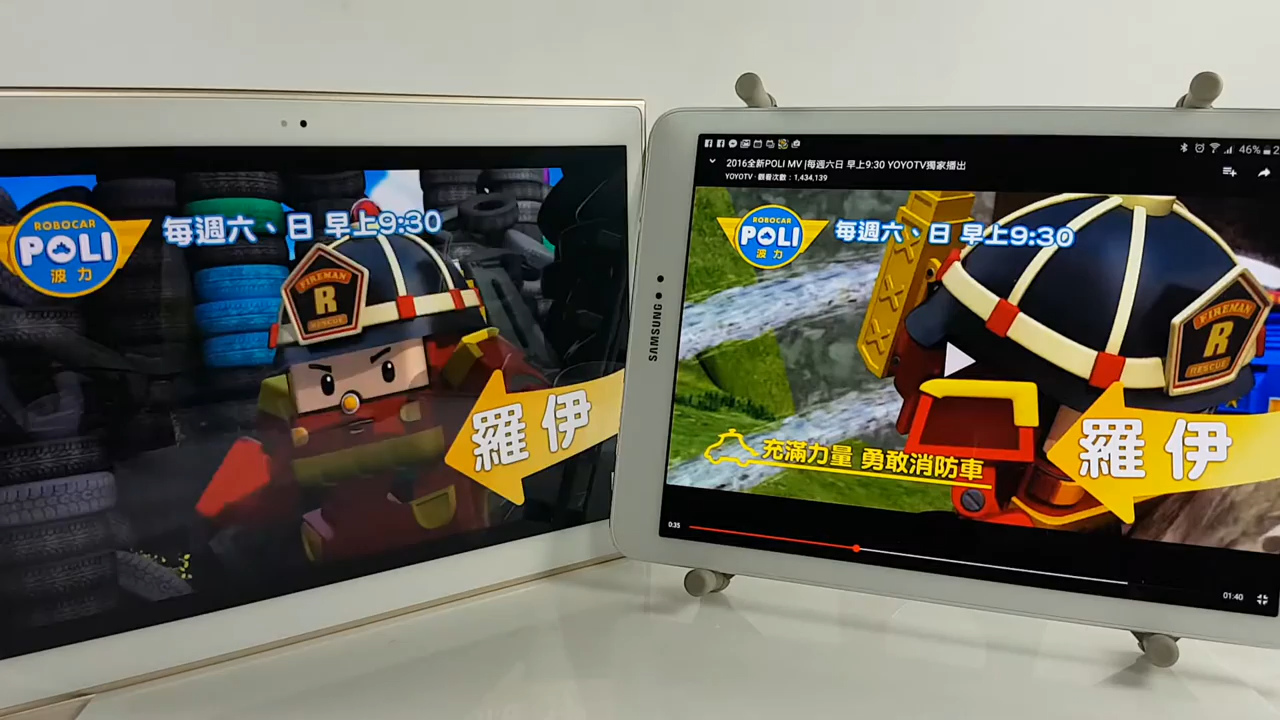 ROBOCAR
POLI
波力
每週六、日 早上9:30
FIREMAN
R
RESCUE
羅伊
SAMSUNG
46%
2016全新POLI MV |每週六日 早上9:30 YOYOTV獨家播出
YOYOTV · 觀看次數：1,434,139
ROBOCAR
POLI
波力
每週六、日 早上9:30
FIREMAN
R
RESCUE
羅伊
充滿力量 勇敢消防車
0:35
01:40